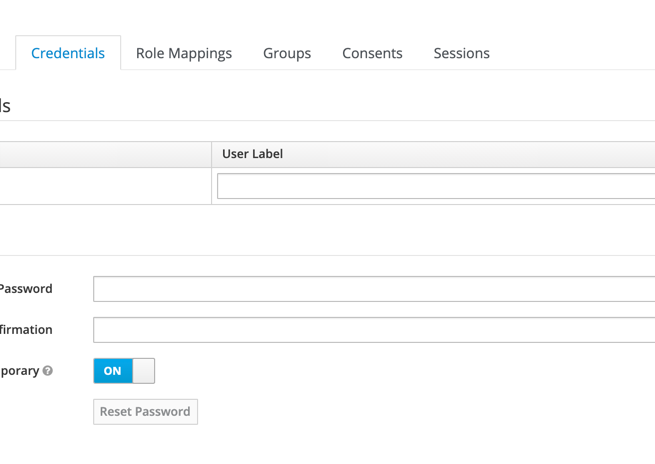 Credentials Role Mappings Groups Consents Sessions
ls
User Label
Password
firmation
porary
ON
Reset Password